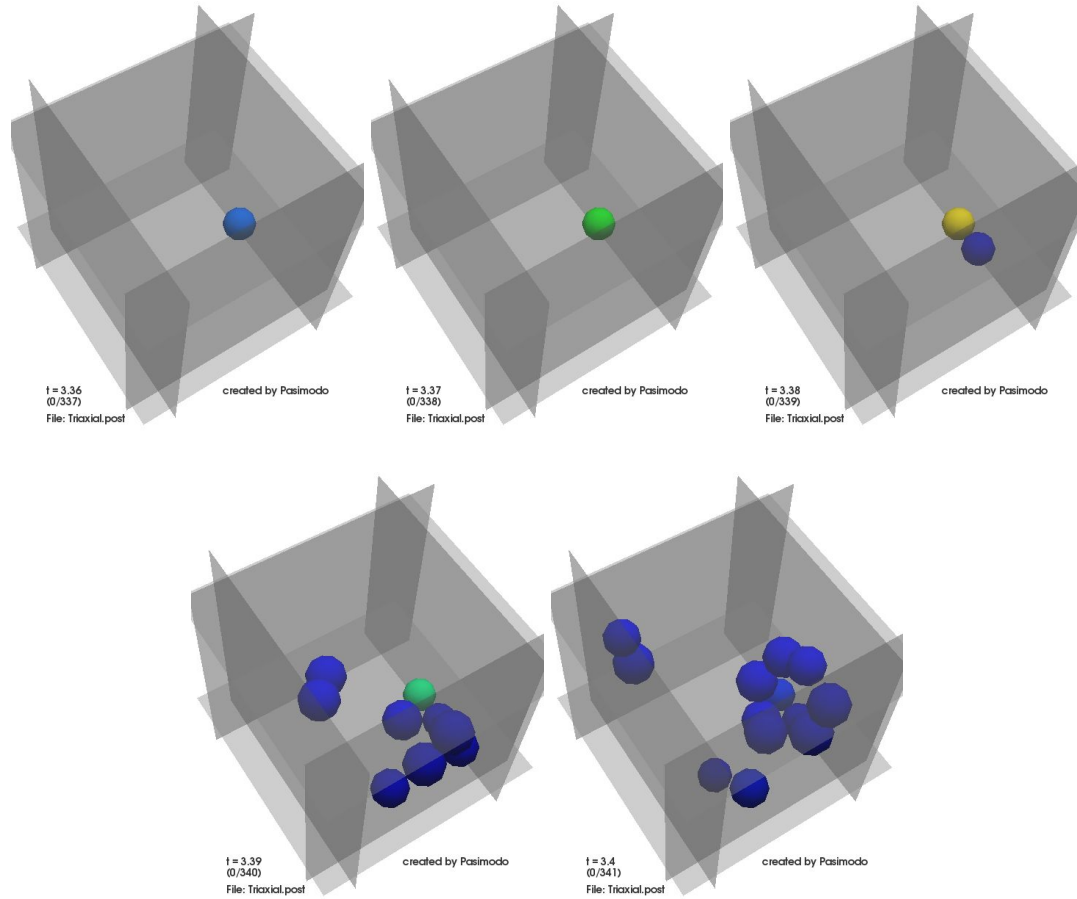 t = 3.36
(0/337)
created by Pasimodo
File: Triaxial.post
t = 3.37
(0/338)
created by Pasimodo
File: Triaxial.post
t = 3.38
(0/339)
created by Pasimodo
File: Triaxial.post
t = 3.39
(0/340)
created by Pasimodo
File: Triaxial.post
t = 3.4
(0/341)
created by Pasimodo
File: Triaxial.post